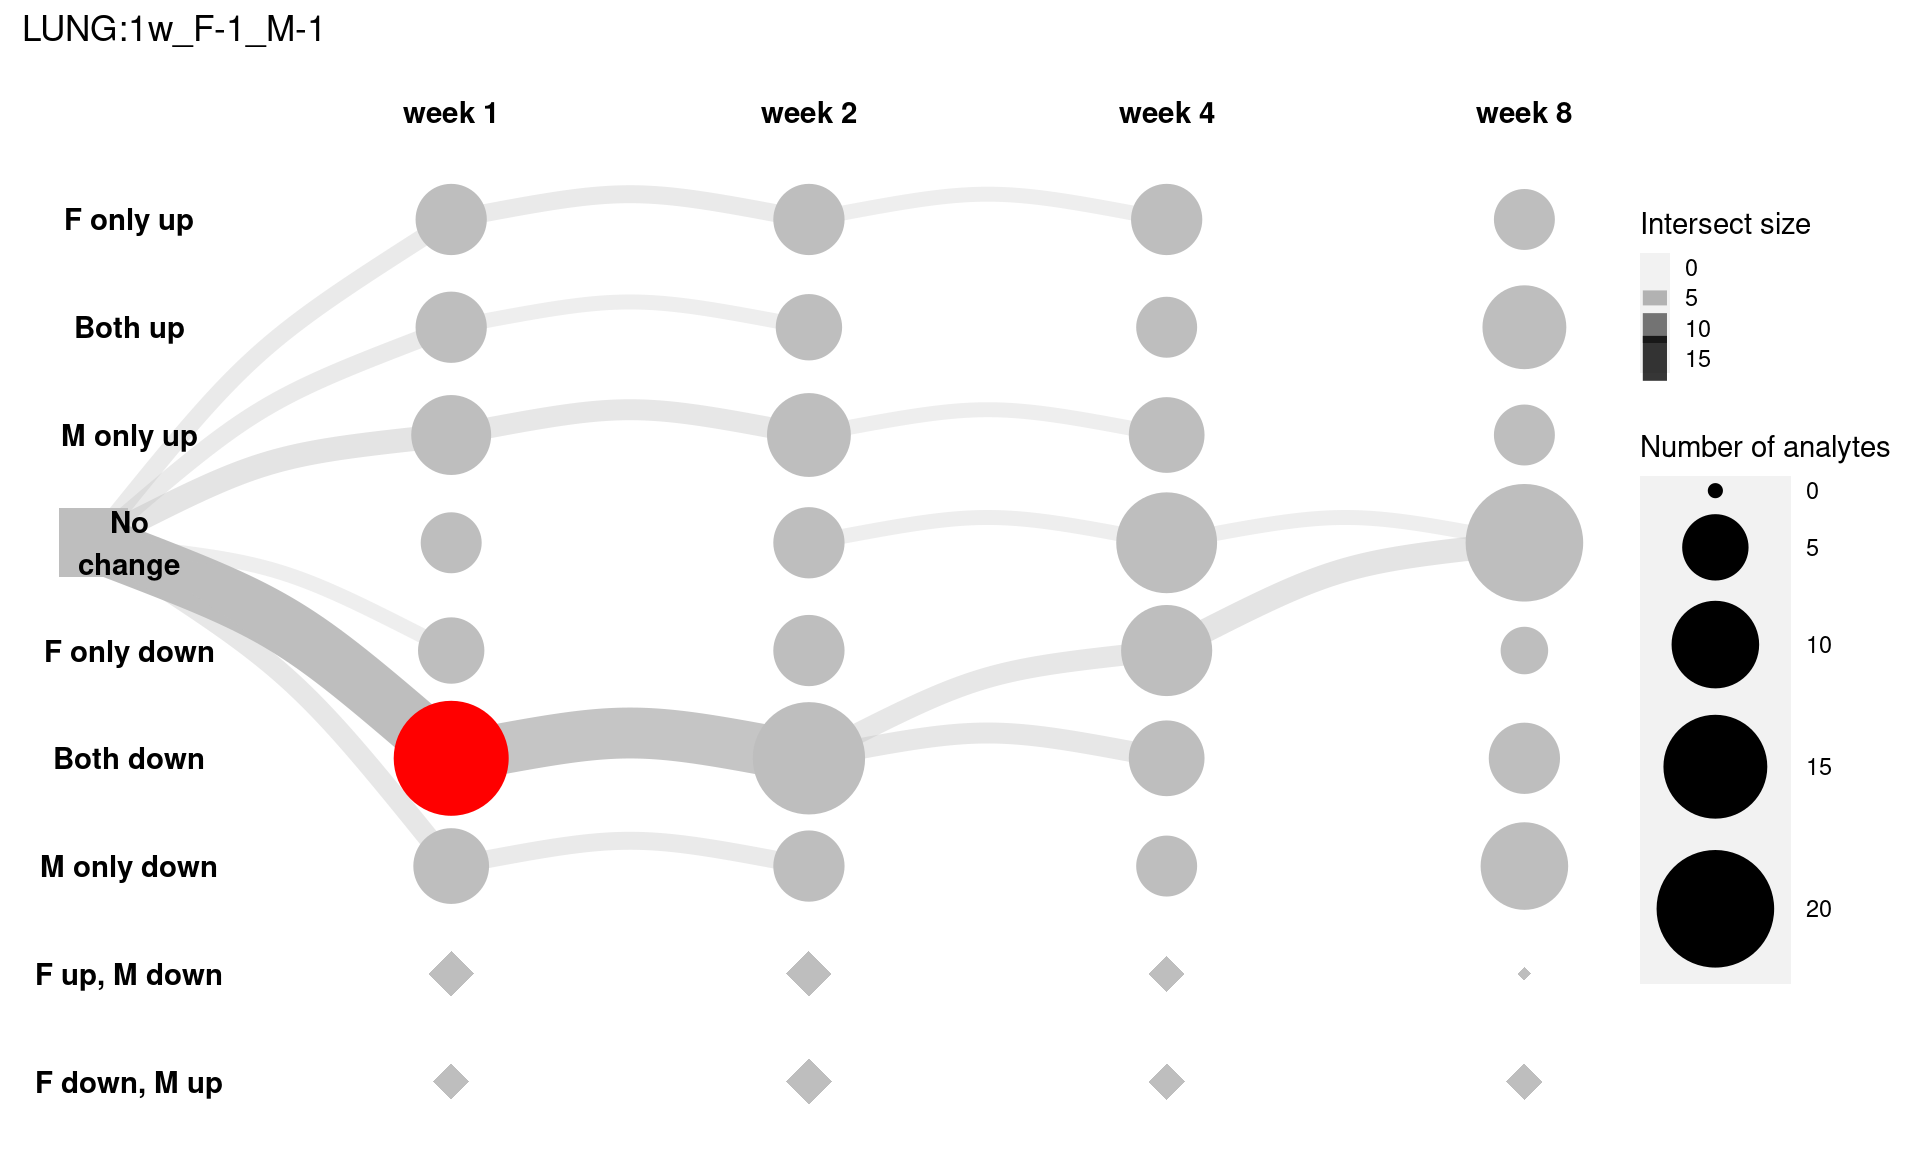 LUNG:1w_F-1_M-1
week 1 week 2 week 4 week 8
F only up
Both up
M only up
No
change
F only down
Both down
M only down
F up, M down
F down, M up
Intersect size
0
5
10
15
Number of analytes
0
5
10
15
20